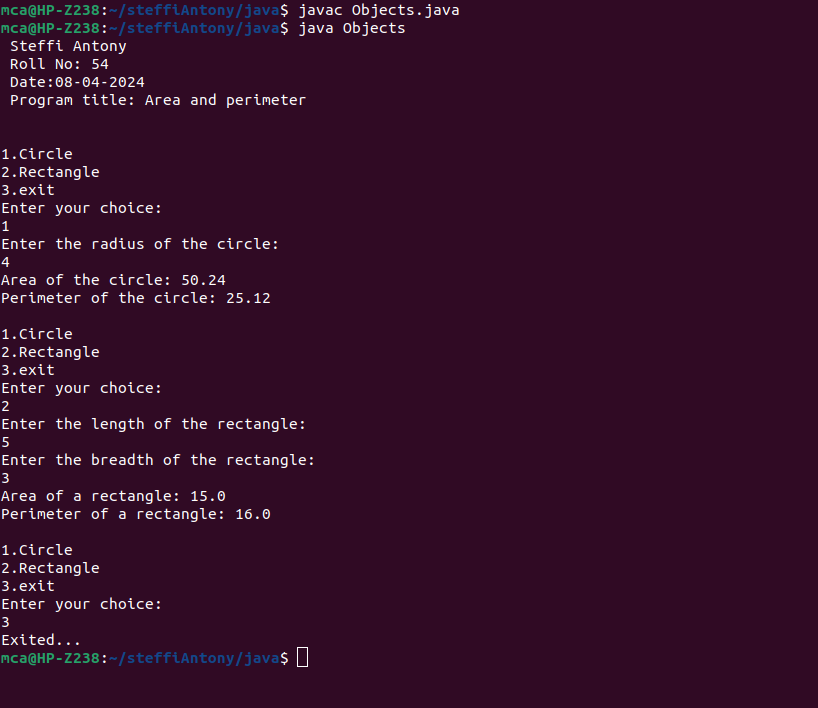 mca@HP-Z238:~/steffiAntony/java$ javac Objects.java
mca@HP-Z238:~/steffiAntony/java$ java Objects
Steffi Antony
Roll No: 54
Date:08-04-2024
Program title: Area and perimeter
1.Circle
2.Rectangle
3.exit
Enter your choice:
1
Enter the radius of the circle:
4
Area of the circle: 50.24
Perimeter of the circle: 25.12
1.Circle
2.Rectangle
3.exit
Enter your choice:
2
Enter the length of the rectangle:
5
Enter the breadth of the rectangle:
3
Area of a rectangle: 15.0
Perimeter of a rectangle: 16.0
1.Circle
2.Rectangle
3.exit
Enter your choice:
3
Exited...
mca@HP-Z238:~/steffiAntony/java$